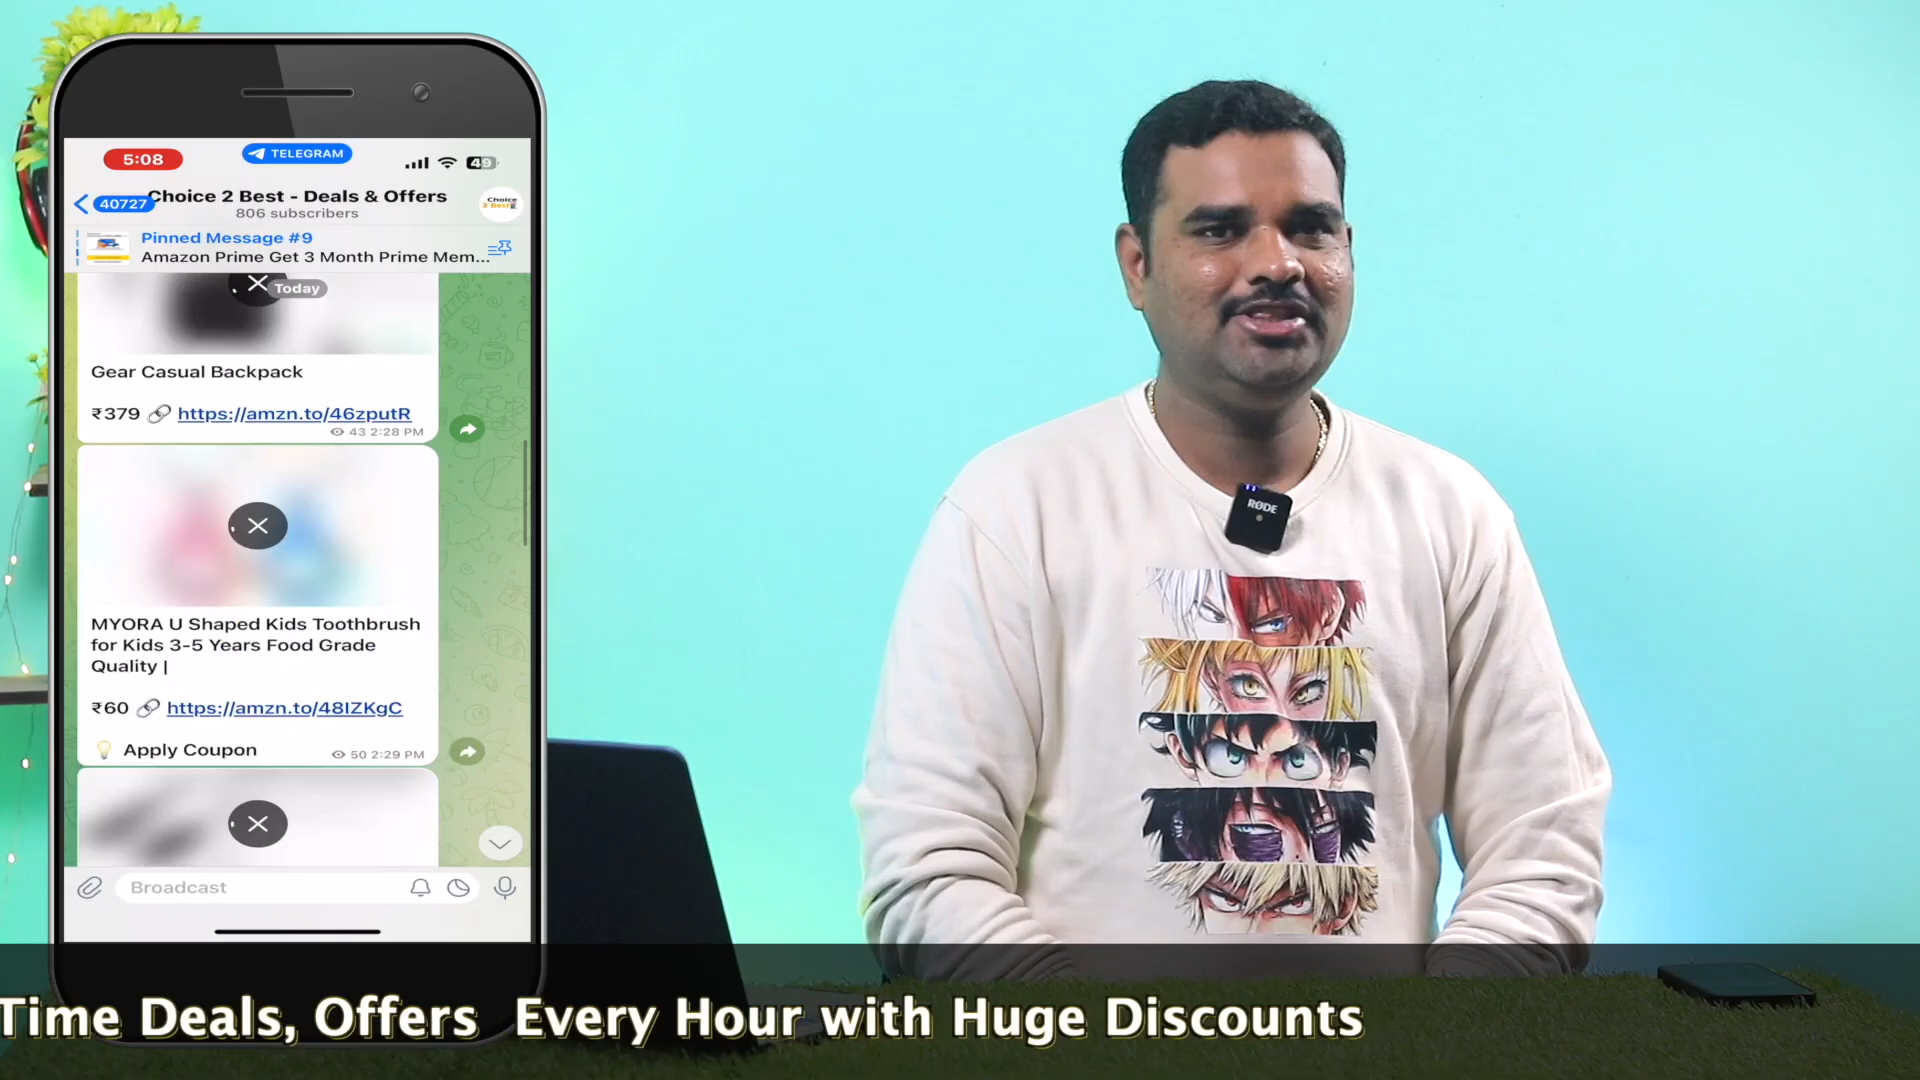 5:08
TELEGRAM
49
40727
Choice 2 Best - Deals & Offers
806 subscribers
Choice
2 Best
Pinned Message #9
Amazon Prime Get 3 Month Prime Mem...
Today
Gear Casual Backpack
₹379 🔗 https://amzn.to/46zputR
43 2:28 PM
MYORA U Shaped Kids Toothbrush
for Kids 3-5 Years Food Grade
Quality |
₹60 🔗 https://amzn.to/48IZKgC
💡 Apply Coupon
50 2:29 PM
Broadcast
RØDE
Time Deals, Offers Every Hour with Huge Discounts